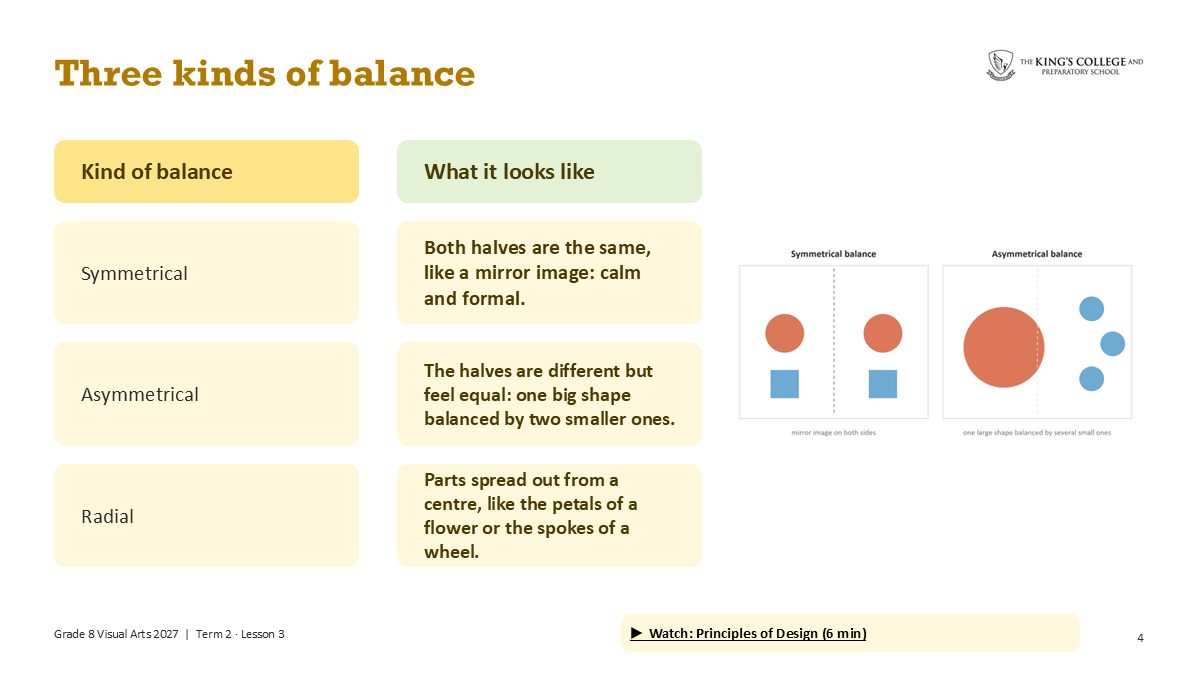 Three kinds of balance
THE KING'S COLLEGE AND
PREPARATORY SCHOOL
Kind of balance
What it looks like
Symmetrical
Both halves are the same,
like a mirror image: calm
and formal.
Asymmetrical
The halves are different but
feel equal: one big shape
balanced by two smaller ones.
Radial
Parts spread out from a
centre, like the petals of a
flower or the spokes of a
wheel.
Symmetrical balance
mirror image on both sides
Asymmetrical balance
one large shape balanced by several small ones
Grade 8 Visual Arts 2027 | Term 2 · Lesson 3
▶ Watch: Principles of Design (6 min)
4